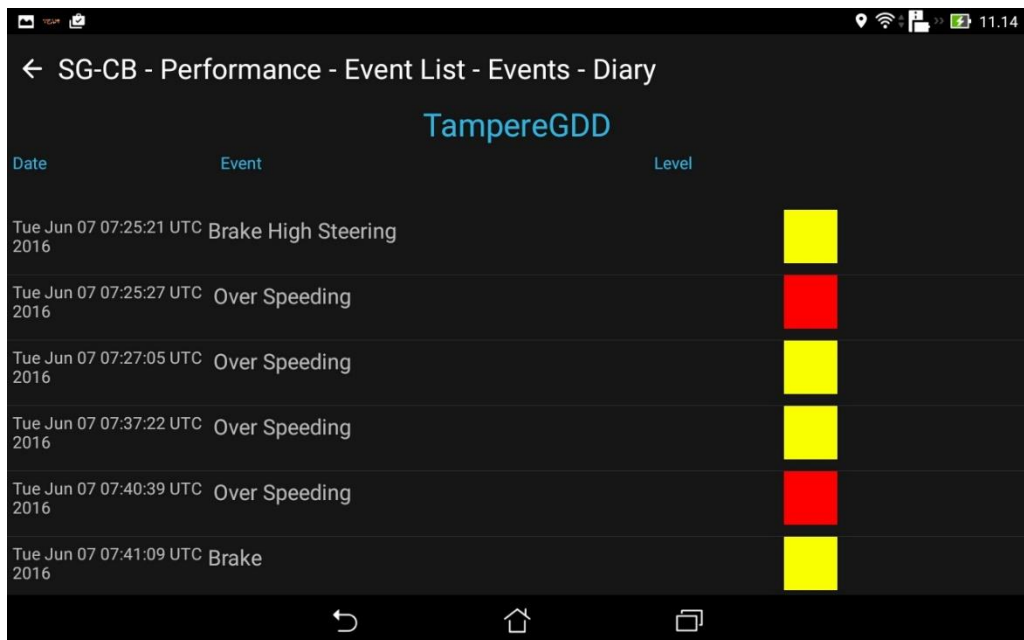 11.14
SG-CB - Performance - Event List - Events - Diary
TampereGDD
Date Event Level
Tue Jun 07 07:25:21 UTC Brake High Steering
2016
Tue Jun 07 07:25:27 UTC Over Speeding
2016
Tue Jun 07 07:27:05 UTC Over Speeding
2016
Tue Jun 07 07:37:22 UTC Over Speeding
2016
Tue Jun 07 07:40:39 UTC Over Speeding
2016
Tue Jun 07 07:41:09 UTC Brake
2016